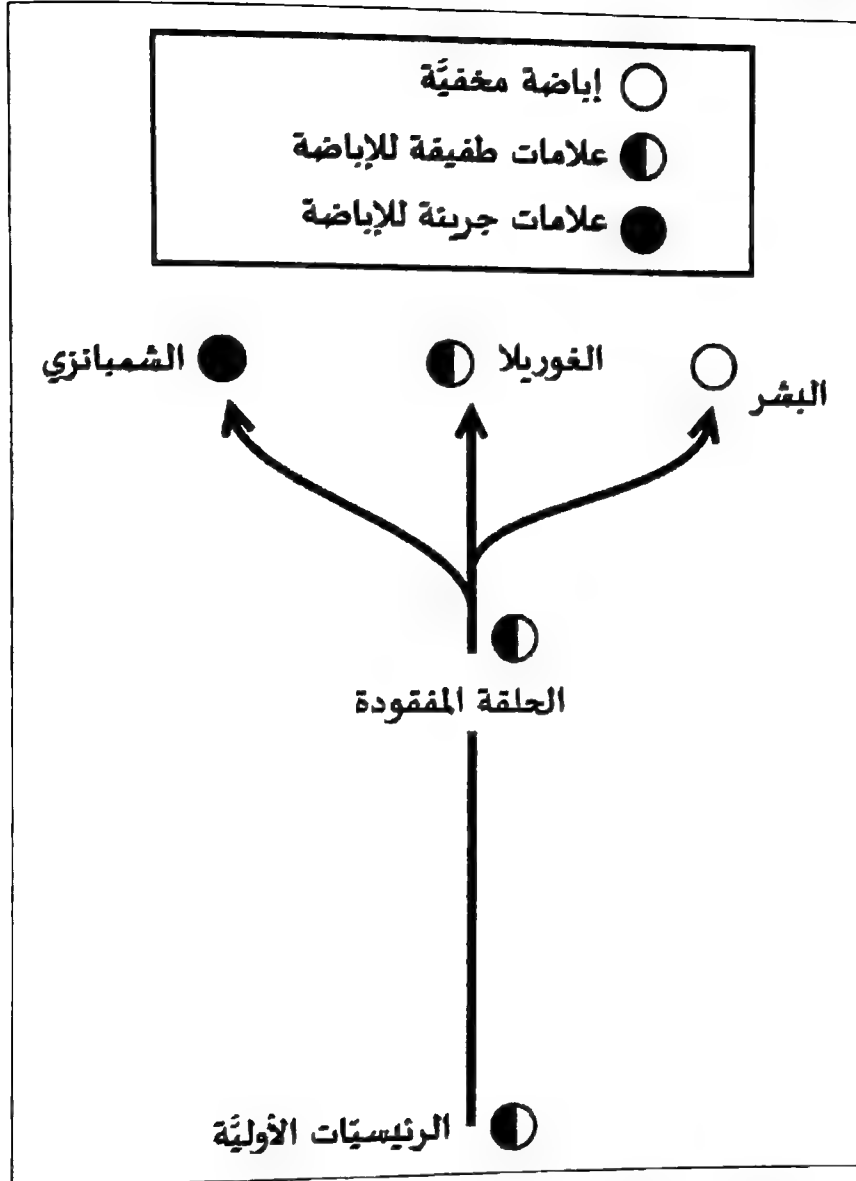 إباضة مخفيَّة
علامات طفيفة للإباضة
علامات جريئة للإباضة
الشمبانزي
الغوريلا
البشر
الحلقة المفقودة
الرئيسيّات الأوليَّة